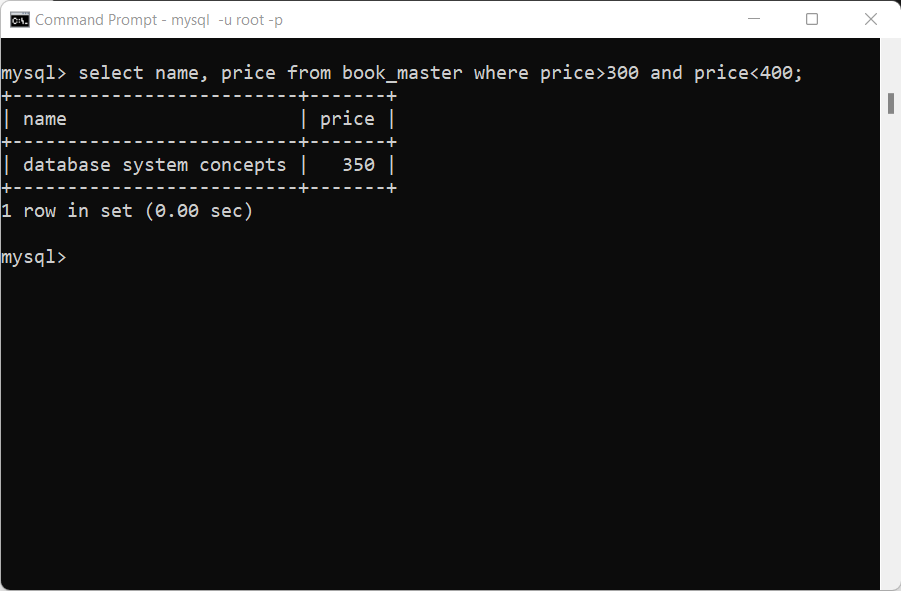 Command Prompt - mysql  -u root -p
mysql> select name, price from book_master where price>300 and price<400;
+--------------------------+-------+
| name                     | price |
+--------------------------+-------+
| database system concepts |   350 |
+--------------------------+-------+
1 row in set (0.00 sec)
mysql>